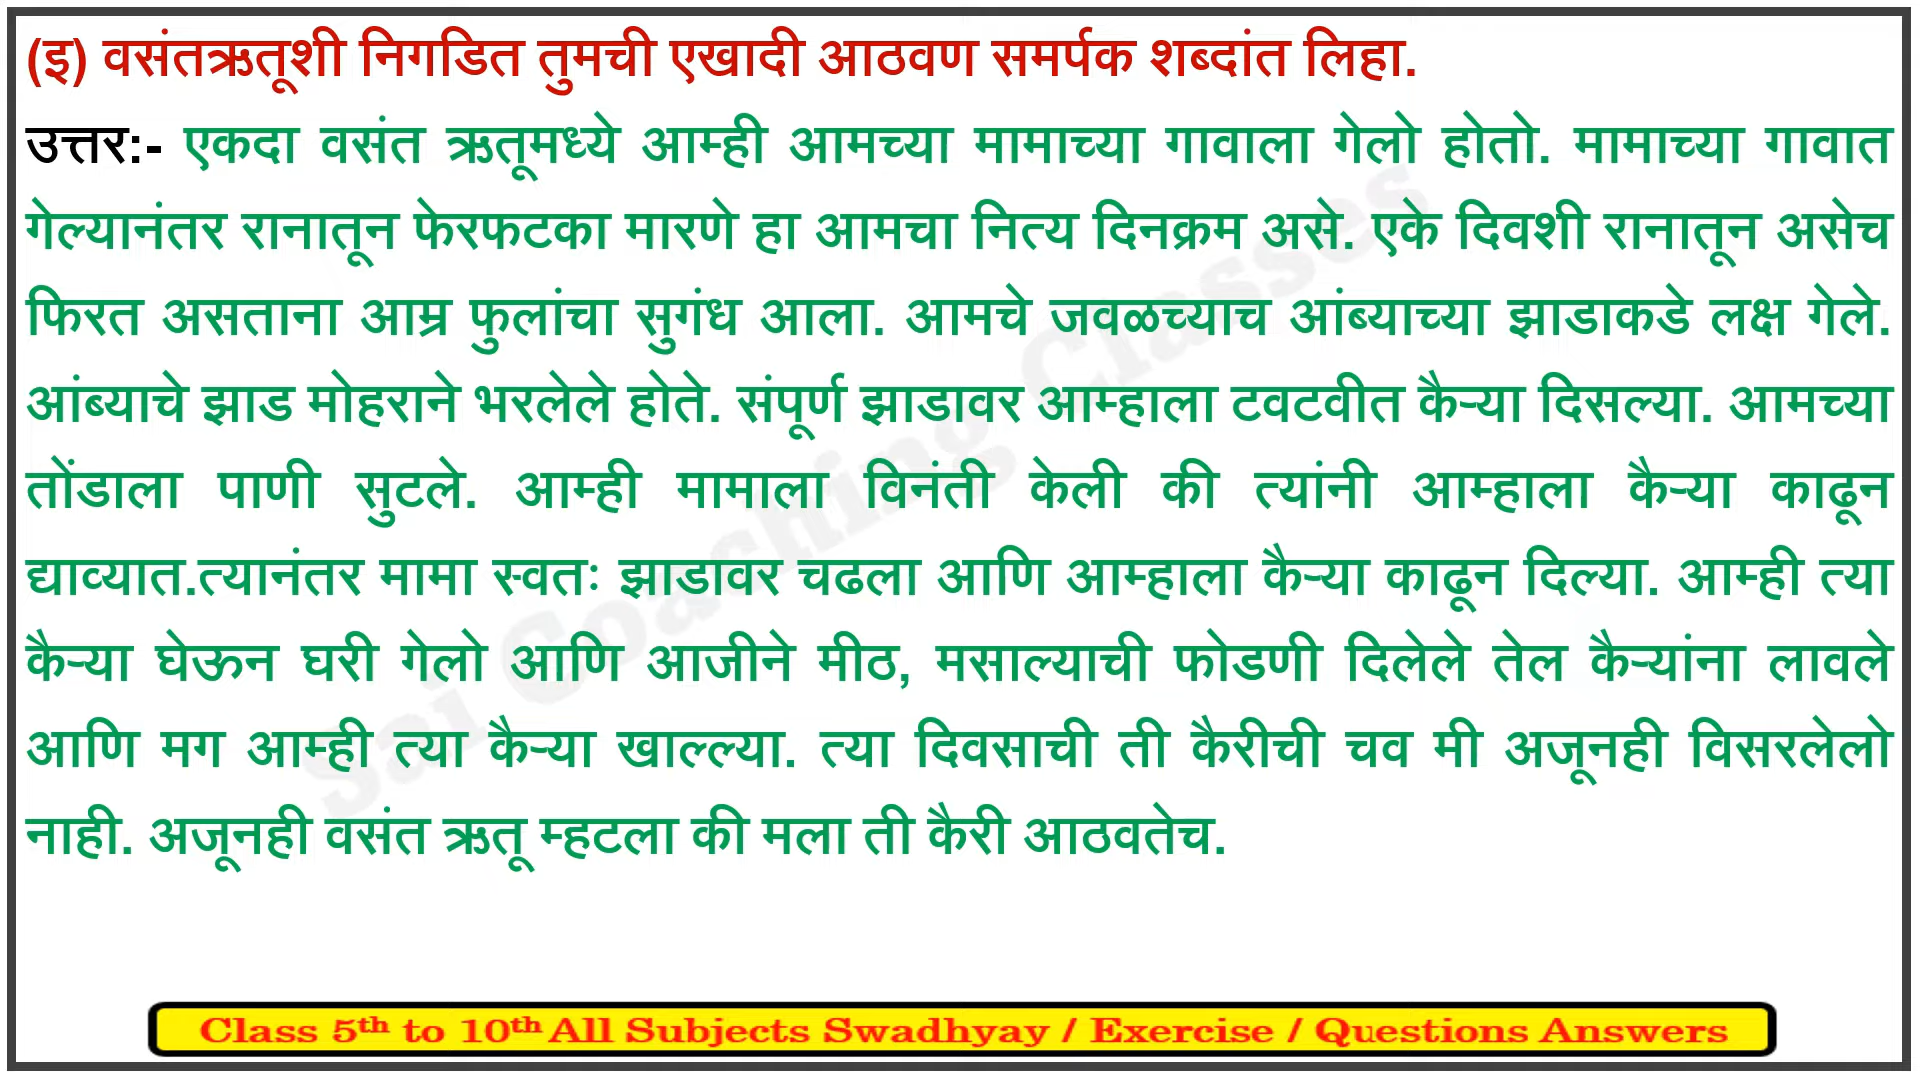 (इ) वसंतऋतूशी निगडित तुमची एखादी आठवण समर्पक शब्दांत लिहा.
उत्तर:- एकदा वसंत ऋतूमध्ये आम्ही आमच्या मामाच्या गावाला गेलो होतो. मामाच्या गावात
गेल्यानंतर रानातून फेरफटका मारणे हा आमचा नित्य दिनक्रम असे. एके दिवशी रानातून असेच
फिरत असताना आम्र फुलांचा सुगंध आला. आमचे जवळच्याच आंब्याच्या झाडाकडे लक्ष गेले.
आंब्याचे झाड मोहराने भरलेले होते. संपूर्ण झाडावर आम्हाला टवटवीत कैऱ्या दिसल्या. आमच्या
तोंडाला पाणी सुटले. आम्ही मामाला विनंती केली की त्यांनी आम्हाला कैऱ्या काढून
द्याव्यात.त्यानंतर मामा स्वतः झाडावर चढला आणि आम्हाला कैऱ्या काढून दिल्या. आम्ही त्या
कैऱ्या घेऊन घरी गेलो आणि आजीने मीठ, मसाल्याची फोडणी दिलेले तेल कैऱ्यांना लावले
आणि मग आम्ही त्या कैऱ्या खाल्ल्या. त्या दिवसाची ती कैरीची चव मी अजूनही विसरलेलो
नाही. अजूनही वसंत ऋतू म्हटला की मला ती कैरी आठवतेच.
Sai Coaching Classes
Class 5th to 10th All Subjects Swadhyay / Exercise / Questions Answers